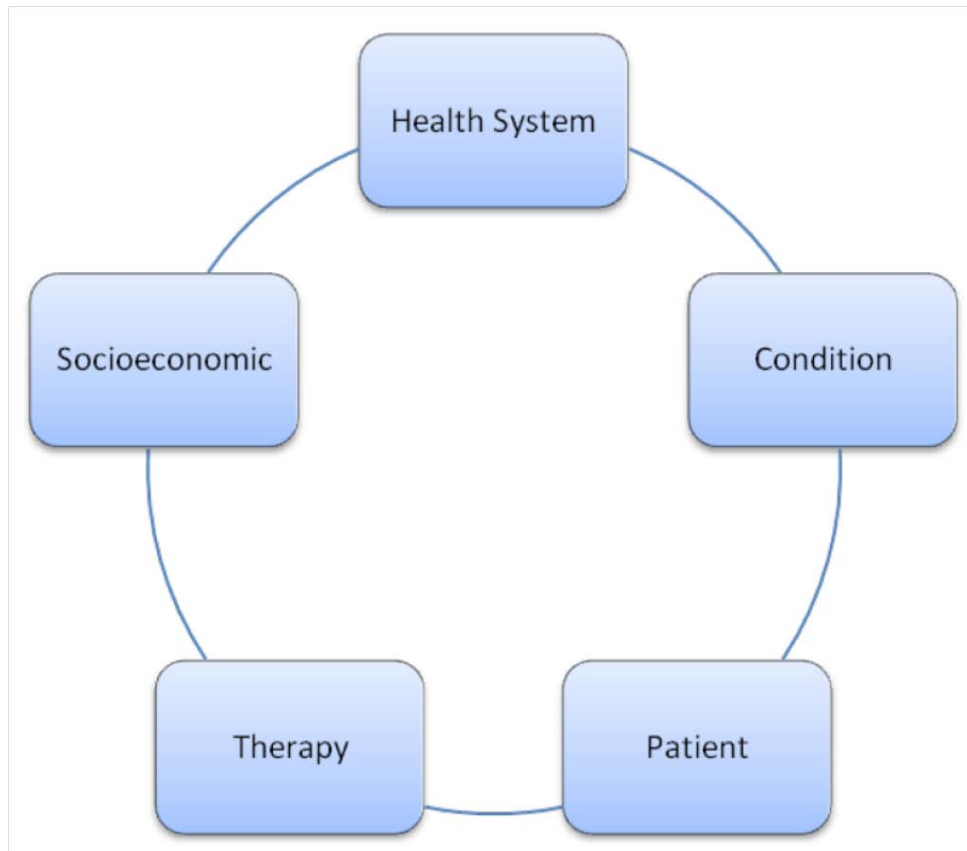 Health System
Socioeconomic
Condition
Therapy
Patient